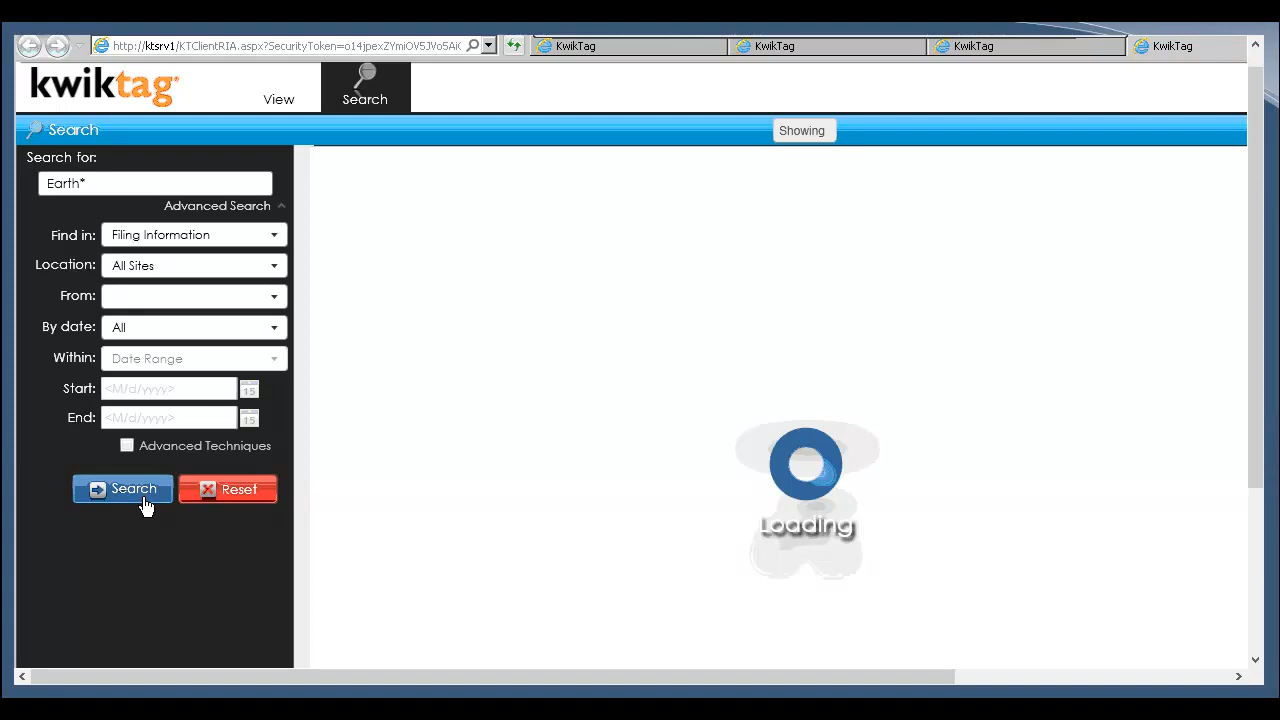 http://ktsrv1/KTClientRIA.aspx?SecurityToken=o14jpexZYmiOV5JVo5AiC
KwikTag
KwikTag
KwikTag
KwikTag
kwiktag
View
Search
Search
Showing
Search for:
Earth*
Advanced Search
Find in: Filing Information
Location: All Sites
From:
By date: All
Within: Date Range
Start: <M/d/yyyy> 15
End: <M/d/yyyy> 15
Advanced Techniques
Search Reset
Loading